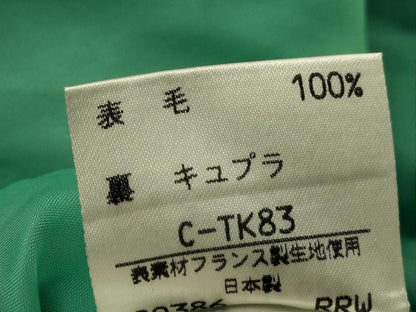 表 毛 100%
裏 キュプラ
C-TK83
表素材フランス製生地使用
日本製
RRW